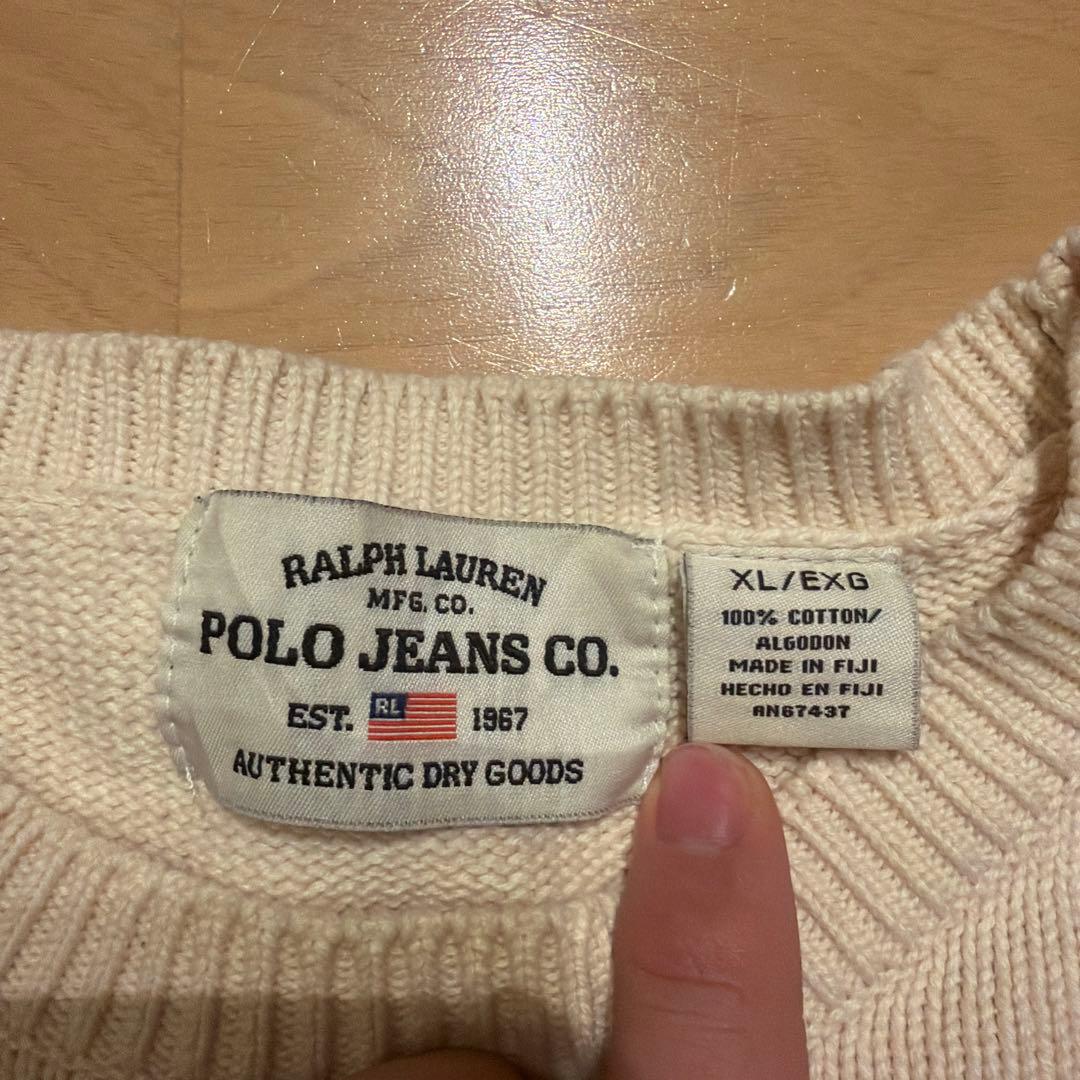 RALPH LAUREN
MFG. CO.
POLO JEANS CO.
EST. RL 1967
AUTHENTIC DRY GOODS
XL/EXG
100% COTTON/
ALGODON
MADE IN FIJI
HECHO EN FIJI
AN67437